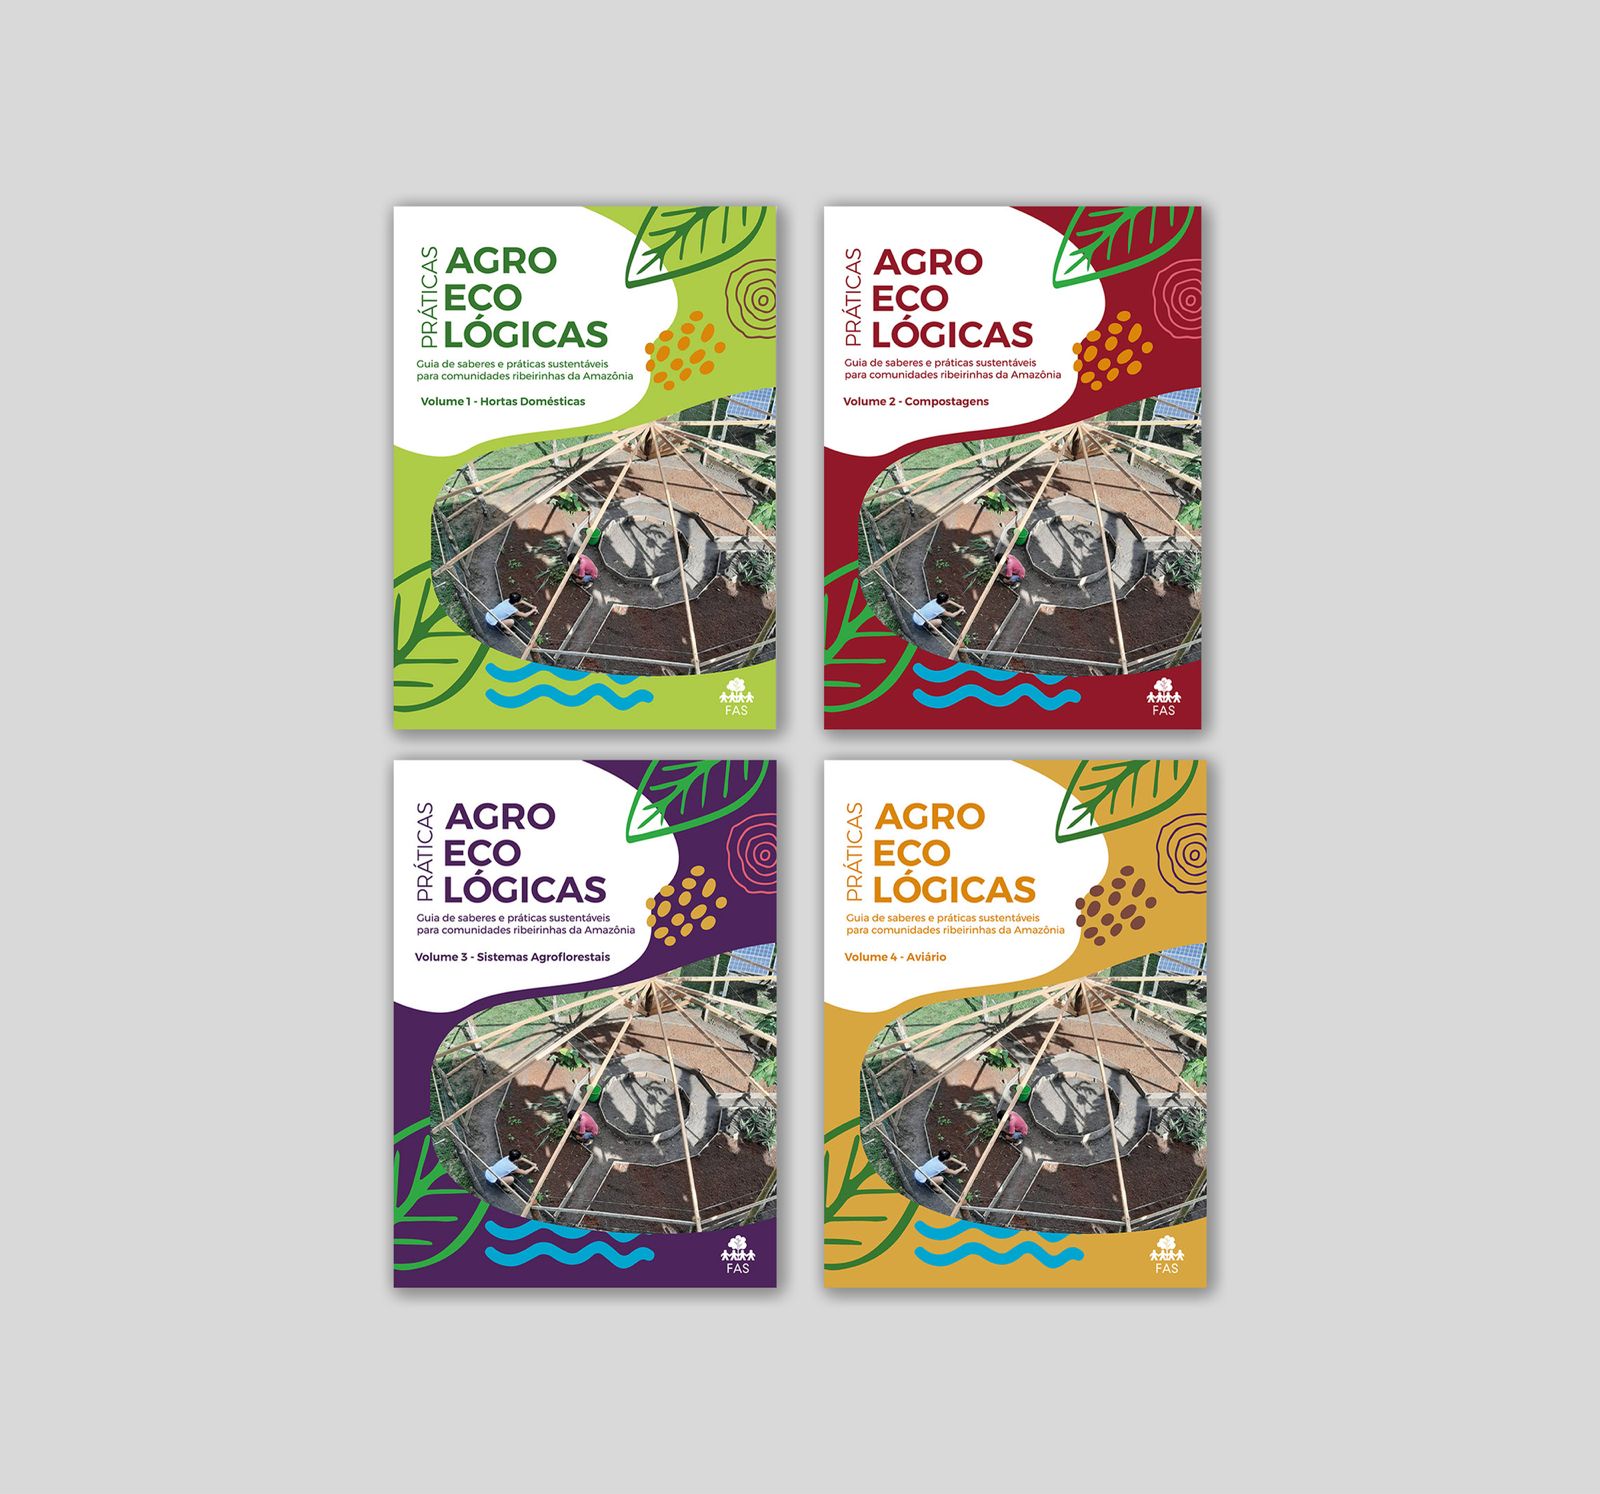 PRÁTICAS
AGRO
ECO
LÓGICAS
Guia de saberes e práticas sustentáveis
para comunidades ribeirinhas da Amazônia
Volume 1 - Hortas Domésticas
FAS
PRÁTICAS
AGRO
ECO
LÓGICAS
Guia de saberes e práticas sustentáveis
para comunidades ribeirinhas da Amazônia
Volume 2 - Compostagens
FAS
PRÁTICAS
AGRO
ECO
LÓGICAS
Guia de saberes e práticas sustentáveis
para comunidades ribeirinhas da Amazônia
Volume 3 - Sistemas Agroflorestais
FAS
PRÁTICAS
AGRO
ECO
LÓGICAS
Guia de saberes e práticas sustentáveis
para comunidades ribeirinhas da Amazônia
Volume 4 - Aviário
FAS